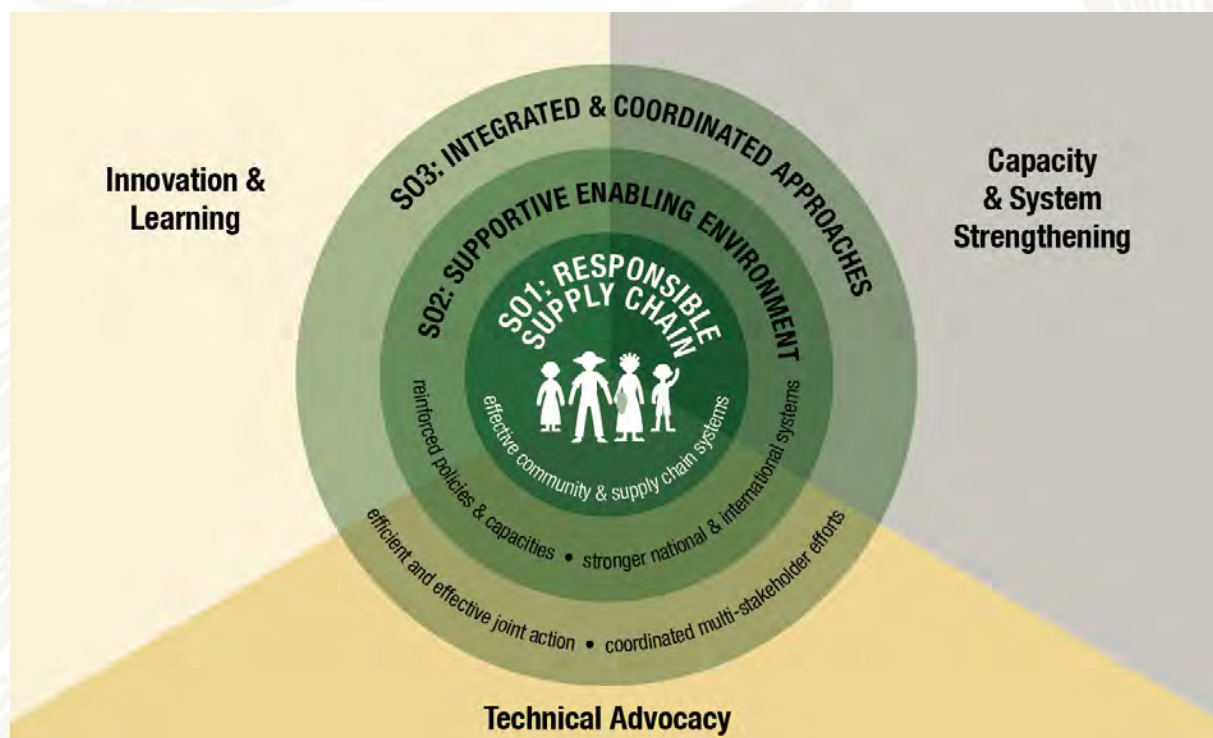 Innovation &
Learning
Capacity
& System
Strengthening
SO3: INTEGRATED & COORDINATED APPROACHES
SO2: SUPPORTIVE ENABLING ENVIRONMENT
SO1: RESPONSIBLE
SUPPLY CHAIN
effective community & supply chain systems
reinforced policies & capacities • stronger national & international systems
efficient and effective joint action • coordinated multi-stakeholder efforts
Technical Advocacy